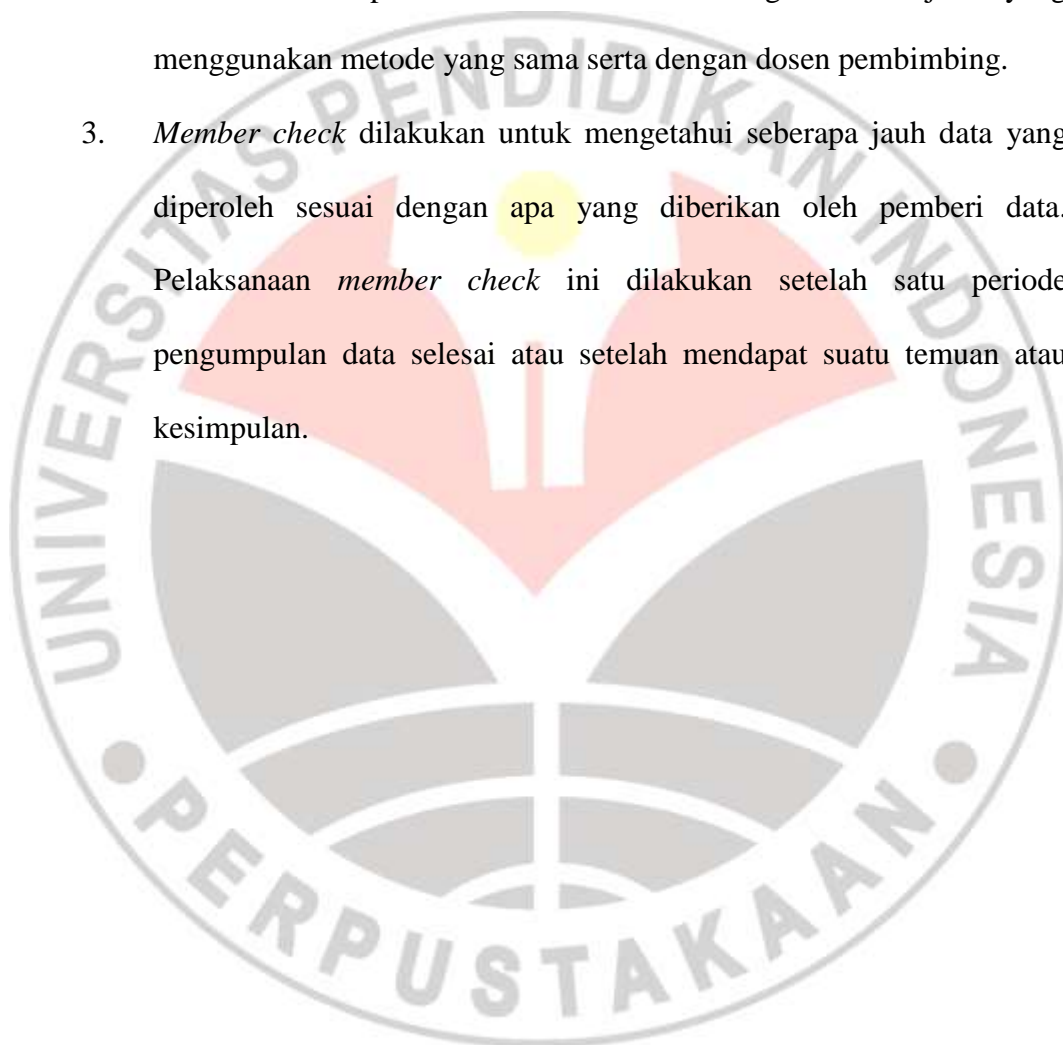 menggunakan metode yang sama serta dengan dosen pembimbing.
3. Member check dilakukan untuk mengetahui seberapa jauh data yang
diperoleh sesuai dengan apa yang diberikan oleh pemberi data.
Pelaksanaan member check ini dilakukan setelah satu periode
pengumpulan data selesai atau setelah mendapat suatu temuan atau
kesimpulan.
UNIVERSITAS PENDIDIKAN INDONESIA
PERPUSTAKAAN